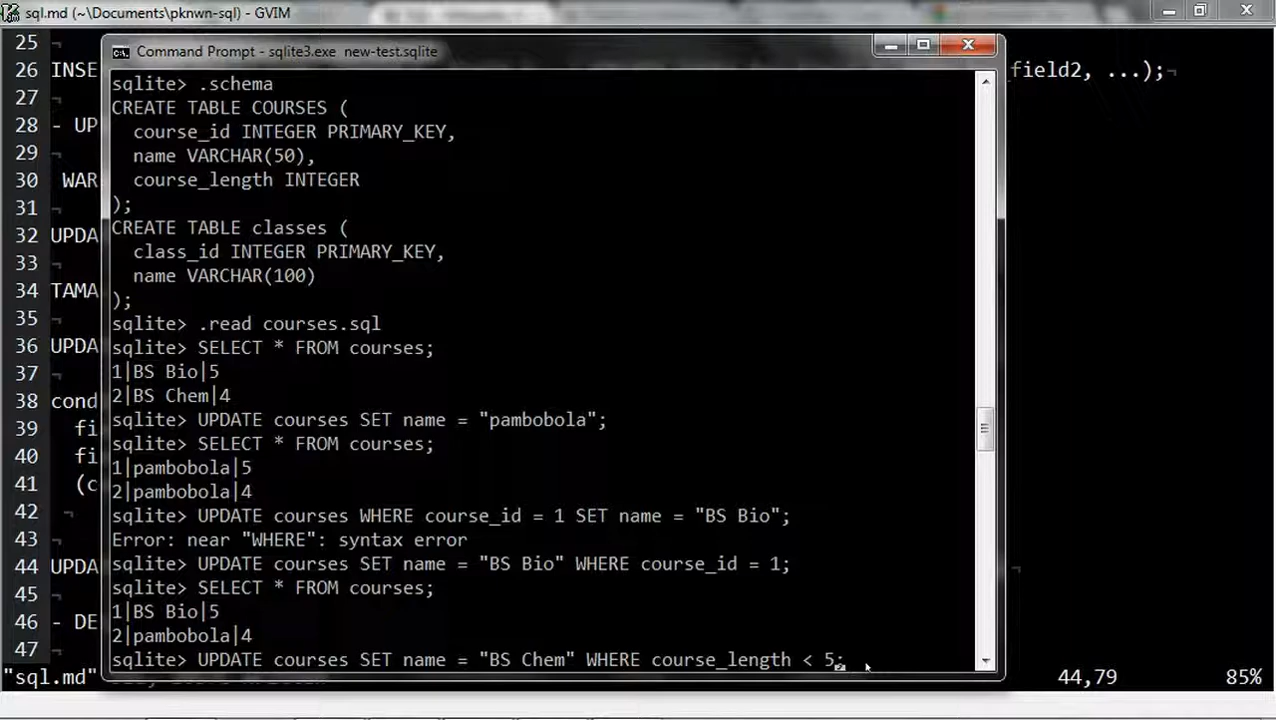 sql.md (~\Documents\pknwn-sql) - GVIM
25
26 INSE field2, ...);
27
28 - UP
29
30 WAR
31
32 UPDA
33
34 TAMA
35
36 UPDA
37
38 cond
39 fi
40 fi
41 (c
42
43
44 UPDA
45
46 - DE
47
"sql.md" 44,79 85%
Command Prompt - sqlite3.exe new-test.sqlite
sqlite> .schema
CREATE TABLE COURSES (
course_id INTEGER PRIMARY_KEY,
name VARCHAR(50),
course_length INTEGER
);
CREATE TABLE classes (
class_id INTEGER PRIMARY_KEY,
name VARCHAR(100)
);
sqlite> .read courses.sql
sqlite> SELECT * FROM courses;
1|BS Bio|5
2|BS Chem|4
sqlite> UPDATE courses SET name = "pambobola";
sqlite> SELECT * FROM courses;
1|pambobola|5
2|pambobola|4
sqlite> UPDATE courses WHERE course_id = 1 SET name = "BS Bio";
Error: near "WHERE": syntax error
sqlite> UPDATE courses SET name = "BS Bio" WHERE course_id = 1;
sqlite> SELECT * FROM courses;
1|BS Bio|5
2|pambobola|4
sqlite> UPDATE courses SET name = "BS Chem" WHERE course_length < 5;